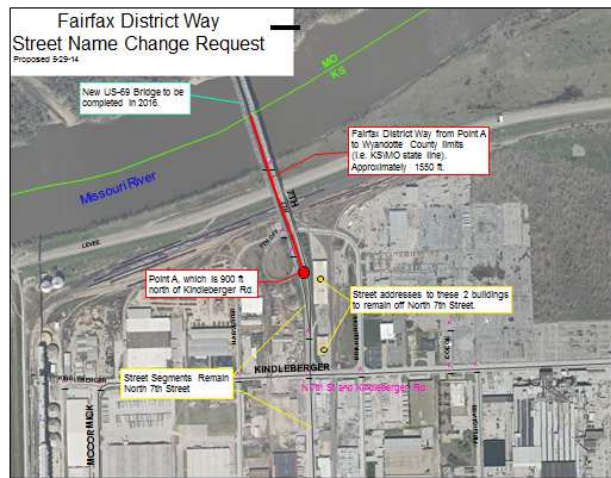 Fairfax District Way
Street Name Change Request
Proposed 9-29-14
New US-69 Bridge to be
completed in 2016.
MO
KS
Fairfax District Way from Point A
to Wyandotte County limits
(i.e. KS\MO state line).
Approximately 1550 ft.
Missouri River
7TH
LEVEE
Point A, which is 900 ft
north of Kindleberger Rd.
Street addresses to these 2 buildings
to remain off North 7th Street.
Street Segments Remain
North 7th Street
KINDLEBERGER
KINDLEBERGER
N 7th St and Kindleberger Rd
MCCORMICK